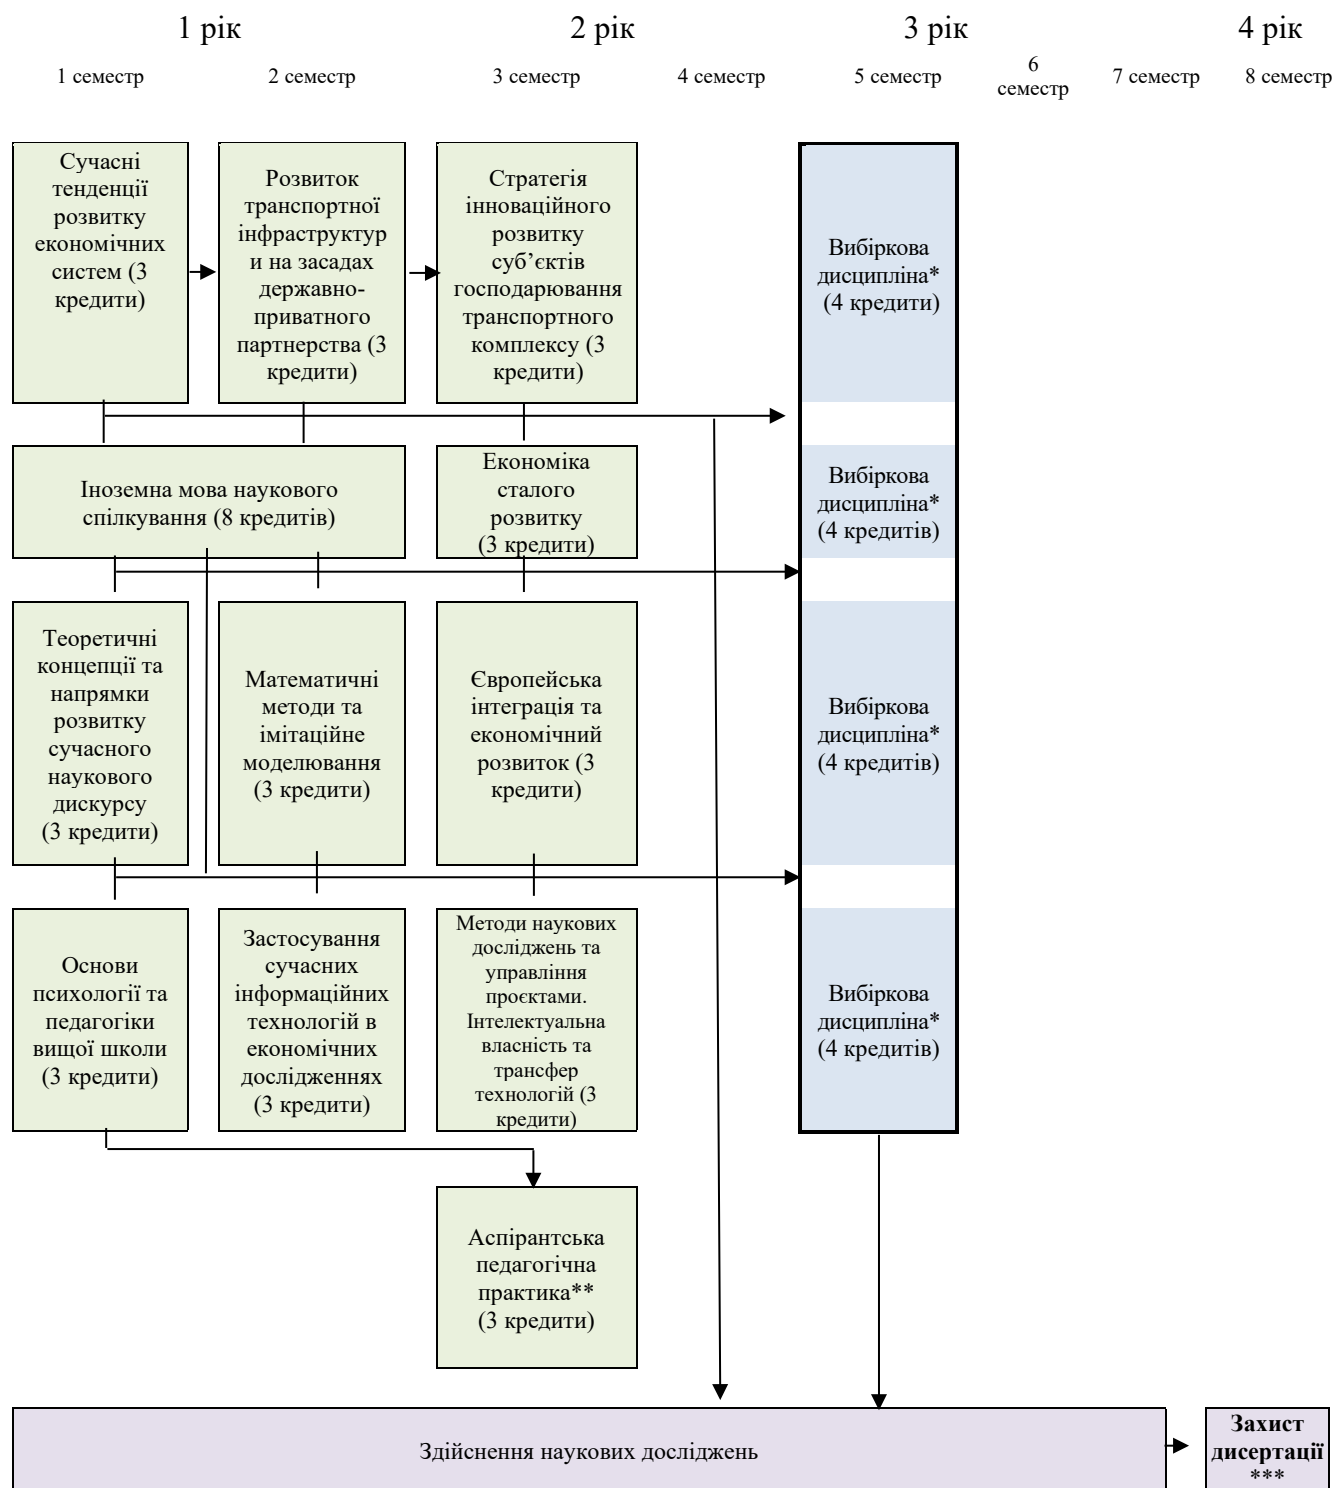 1 рік
2 рік
3 рік
4 рік
1 семестр
2 семестр
3 семестр
4 семестр
5 семестр
6
семестр
7 семестр
8 семестр
Сучасні
тенденції
розвитку
економічних
систем (3
кредити)
Розвиток
транспортної
інфраструктур
и на засадах
державно-
приватного
партнерства (3
кредити)
Стратегія
інноваційного
розвитку
суб’єктів
господарювання
транспортного
комплексу (3
кредити)
Вибіркова
дисципліна*
(4 кредити)
Іноземна мова наукового
спілкування (8 кредитів)
Економіка
сталого
розвитку
(3 кредити)
Вибіркова
дисципліна*
(4 кредитів)
Теоретичні
концепції та
напрямки
розвитку
сучасного
наукового
дискурсу
(3 кредити)
Математичні
методи та
імітаційне
моделювання
(3 кредити)
Європейська
інтеграція та
економічний
розвиток (3
кредити)
Вибіркова
дисципліна*
(4 кредитів)
Основи
психології та
педагогіки
вищої школи
(3 кредити)
Застосування
сучасних
інформаційних
технологій в
економічних
дослідженнях
(3 кредити)
Методи наукових
досліджень та
управління
проєктами.
Інтелектуальна
власність та
трансфер
технологій (3
кредити)
Вибіркова
дисципліна*
(4 кредитів)
Аспірантська
педагогічна
практика**
(3 кредити)
Здійснення наукових досліджень
Захист
дисертації
***